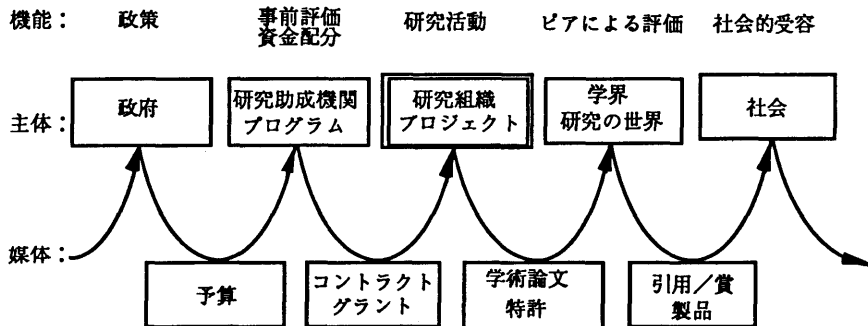 機能： 政策 事前評価 資金配分 研究活動 ピアによる評価 社会的受容
主体： 政府 研究助成機関 プログラム 研究組織 プロジェクト 学界 研究の世界 社会
媒体：
予算 コントラクト グラント 学術論文 特許 引用／賞 製品